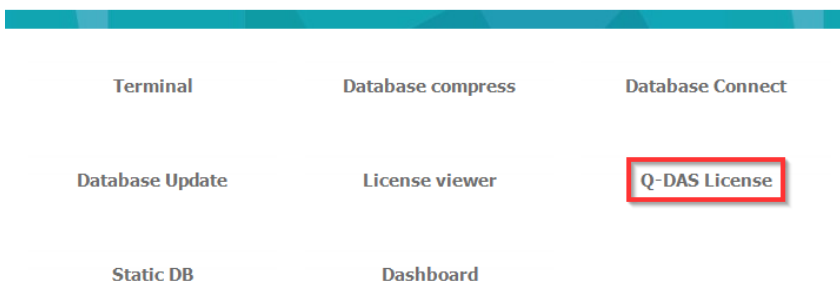 Terminal Database compress Database Connect
Database Update License viewer Q-DAS License
Static DB Dashboard